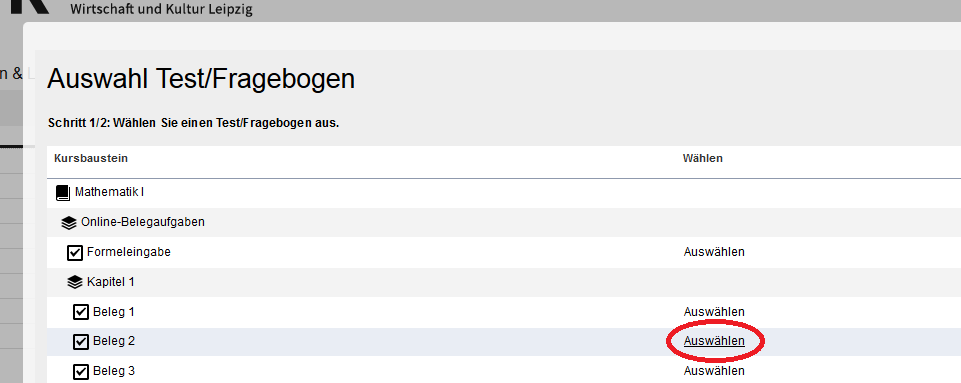 Wirtschaft und Kultur Leipzig
n & L
Auswahl Test/Fragebogen
Schritt 1/2: Wählen Sie einen Test/Fragebogen aus.
Kursbaustein Wählen
Mathematik I
Online-Belegaufgaben
Formeleingabe Auswählen
Kapitel 1
Beleg 1 Auswählen
Beleg 2 Auswählen
Beleg 3 Auswählen